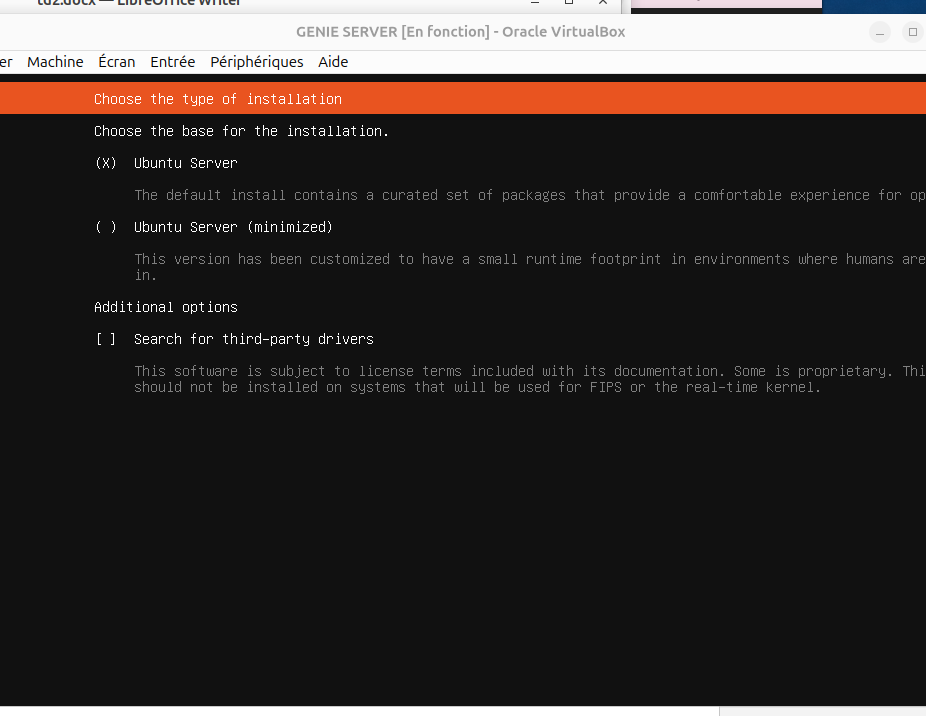 td2.docx — LibreOffice Writer
GENIE SERVER [En fonction] - Oracle VirtualBox
er Machine Écran Entrée Périphériques Aide
Choose the type of installation
Choose the base for the installation.
(X) Ubuntu Server
The default install contains a curated set of packages that provide a comfortable experience for op
( ) Ubuntu Server (minimized)
This version has been customized to have a small runtime footprint in environments where humans are
in.
Additional options
[ ] Search for third-party drivers
This software is subject to license terms included with its documentation. Some is proprietary. Thi
should not be installed on systems that will be used for FIPS or the real-time kernel.